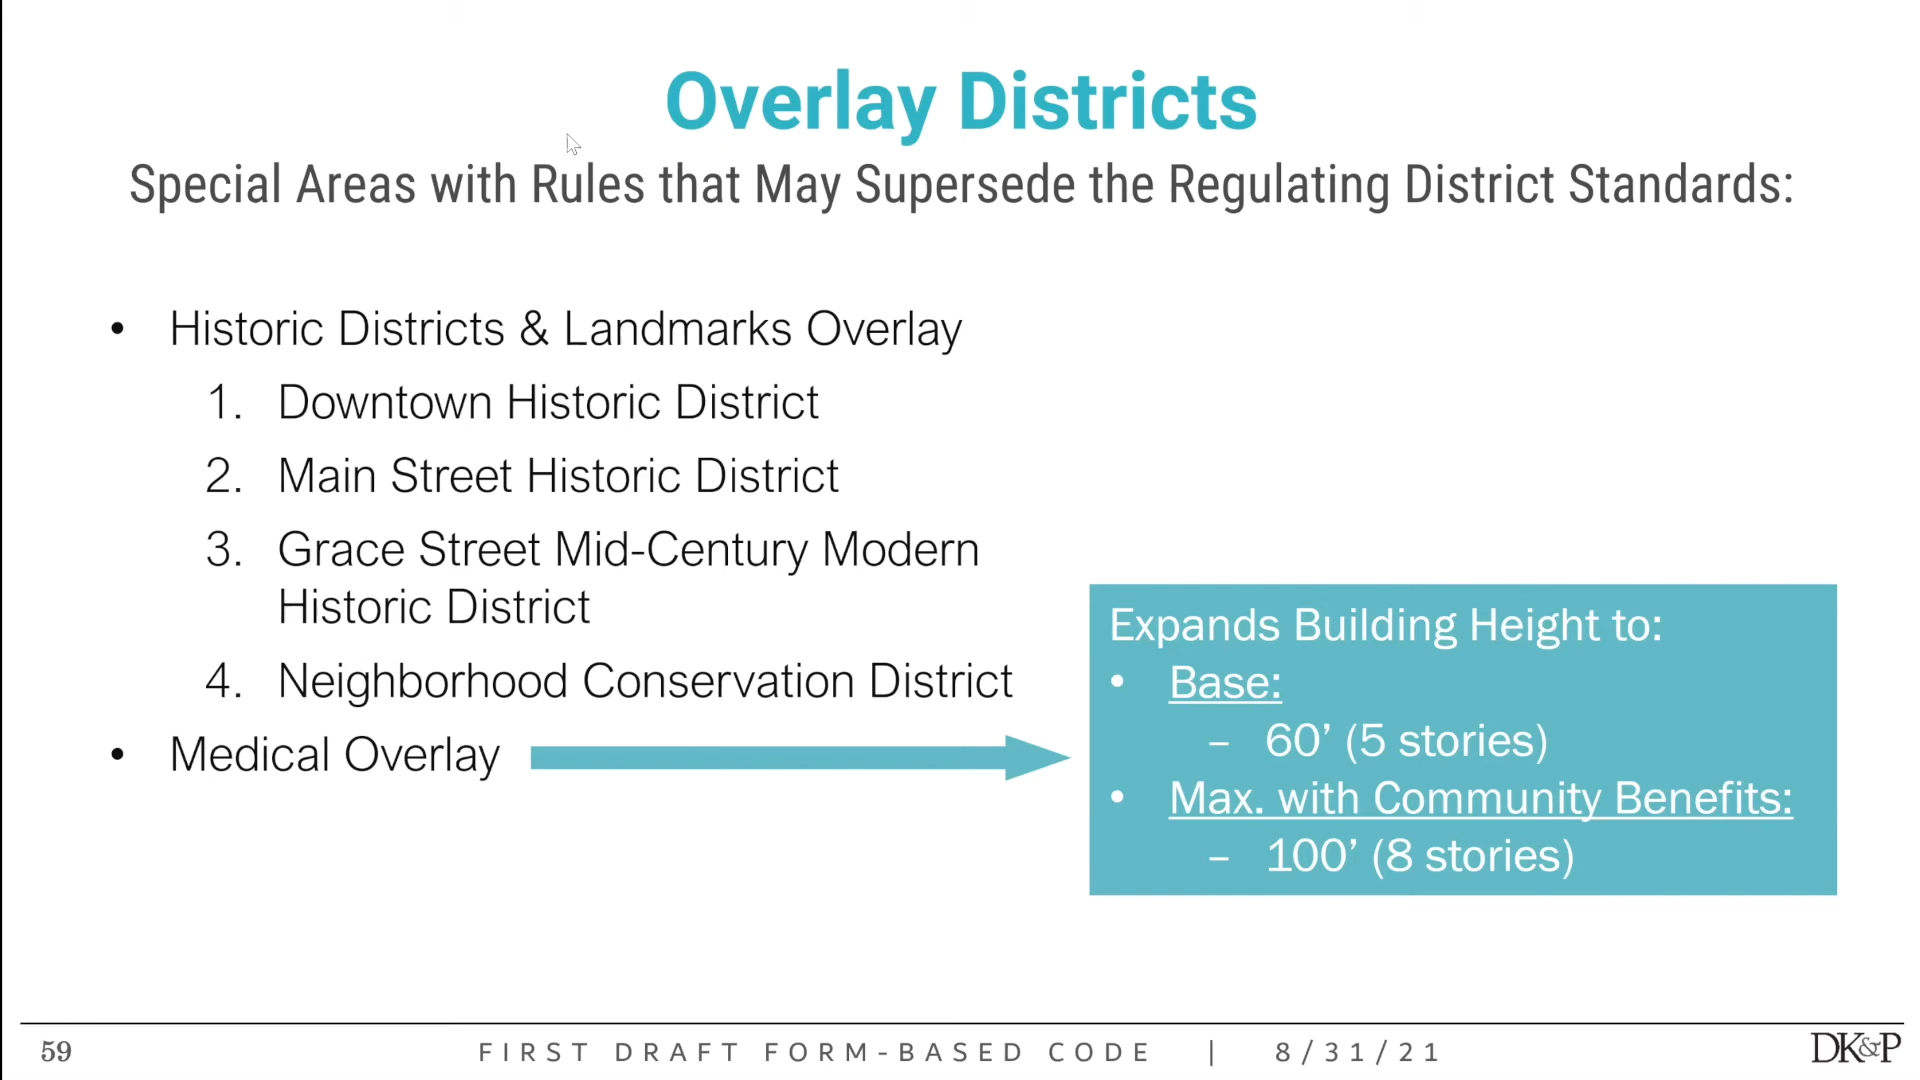 Overlay Districts
Special Areas with Rules that May Supersede the Regulating District Standards:
• Historic Districts & Landmarks Overlay
1. Downtown Historic District
2. Main Street Historic District
3. Grace Street Mid-Century Modern
Historic District
4. Neighborhood Conservation District
• Medical Overlay
Expands Building Height to:
• Base:
– 60’ (5 stories)
• Max. with Community Benefits:
– 100’ (8 stories)
59
FIRST DRAFT FORM-BASED CODE | 8/31/21
DK&P